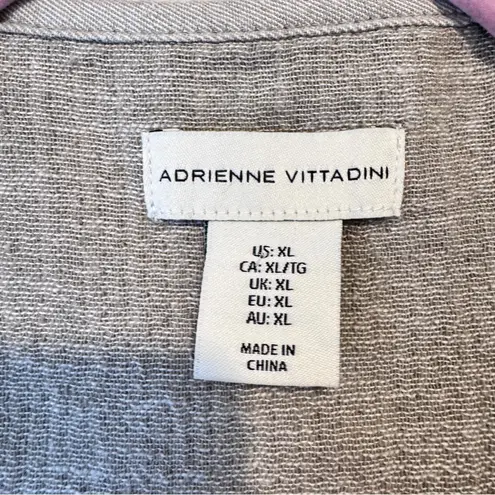 ADRIENNE VITTADINI
US: XL
CA: XL/TG
UK: XL
EU: XL
AU: XL
MADE IN
CHINA